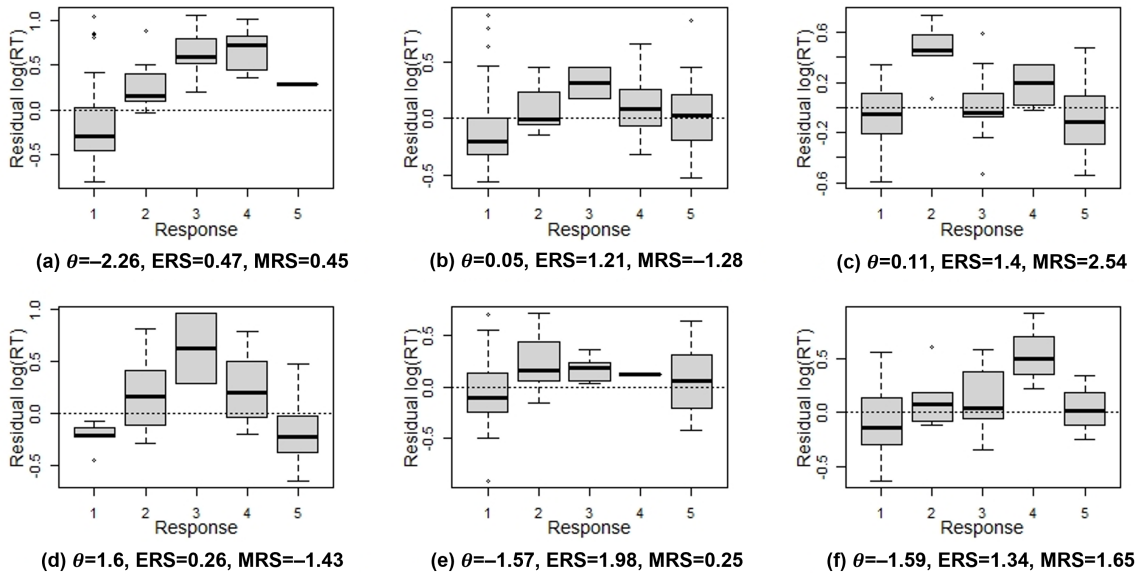 Residual log(RT)
1.0
0.5
0.0
-0.5
1 2 3 4 5
Response
(a) θ=–2.26, ERS=0.47, MRS=0.45
Residual log(RT)
0.5
0.0
-0.5
1 2 3 4 5
Response
(b) θ=0.05, ERS=1.21, MRS=–1.28
Residual log(RT)
0.6
0.2
-0.2
-0.6
1 2 3 4 5
Response
(c) θ=0.11, ERS=1.4, MRS=2.54
Residual log(RT)
1.0
0.5
0.0
-0.5
1 2 3 4 5
Response
(d) θ=1.6, ERS=0.26, MRS=–1.43
Residual log(RT)
0.5
0.0
-0.5
1 2 3 4 5
Response
(e) θ=–1.57, ERS=1.98, MRS=0.25
Residual log(RT)
0.5
0.0
-0.5
1 2 3 4 5
Response
(f) θ=–1.59, ERS=1.34, MRS=1.65